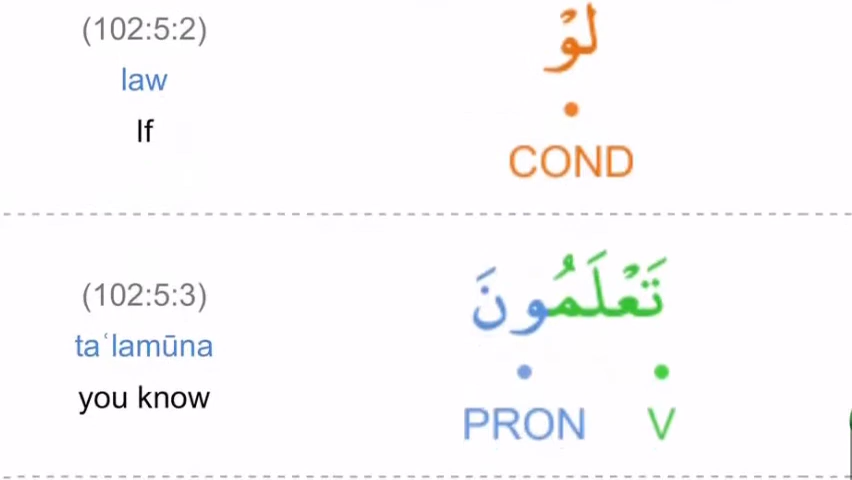 (102:5:2)
law
If
لَوْ
COND
(102:5:3)
taʿlamūna
you know
تَعْلَمُونَ
PRON V